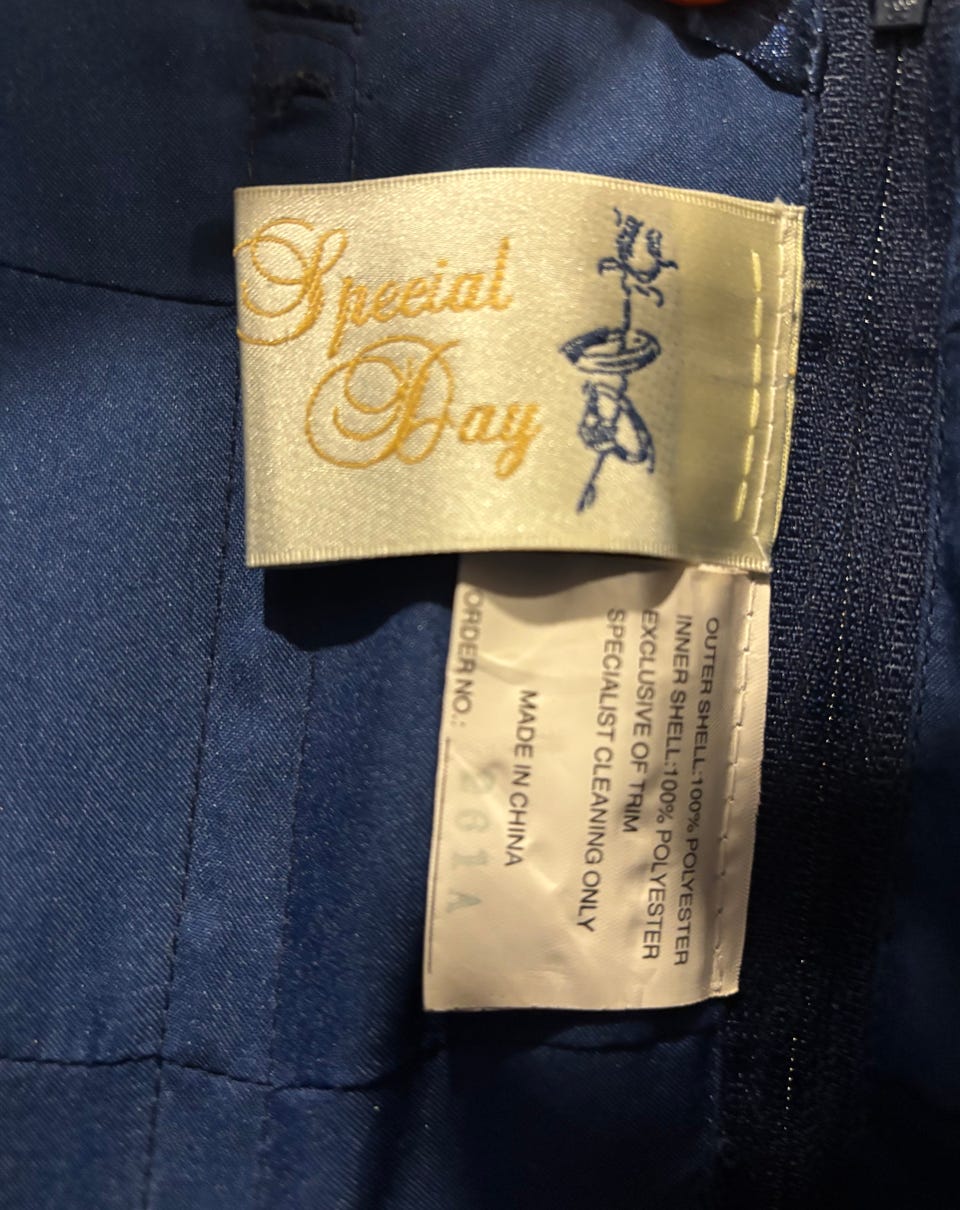 Special
Day
OUTER SHELL:100% POLYESTER
INNER SHELL:100% POLYESTER
EXCLUSIVE OF TRIM
SPECIALIST CLEANING ONLY
MADE IN CHINA
ORDER NO.: